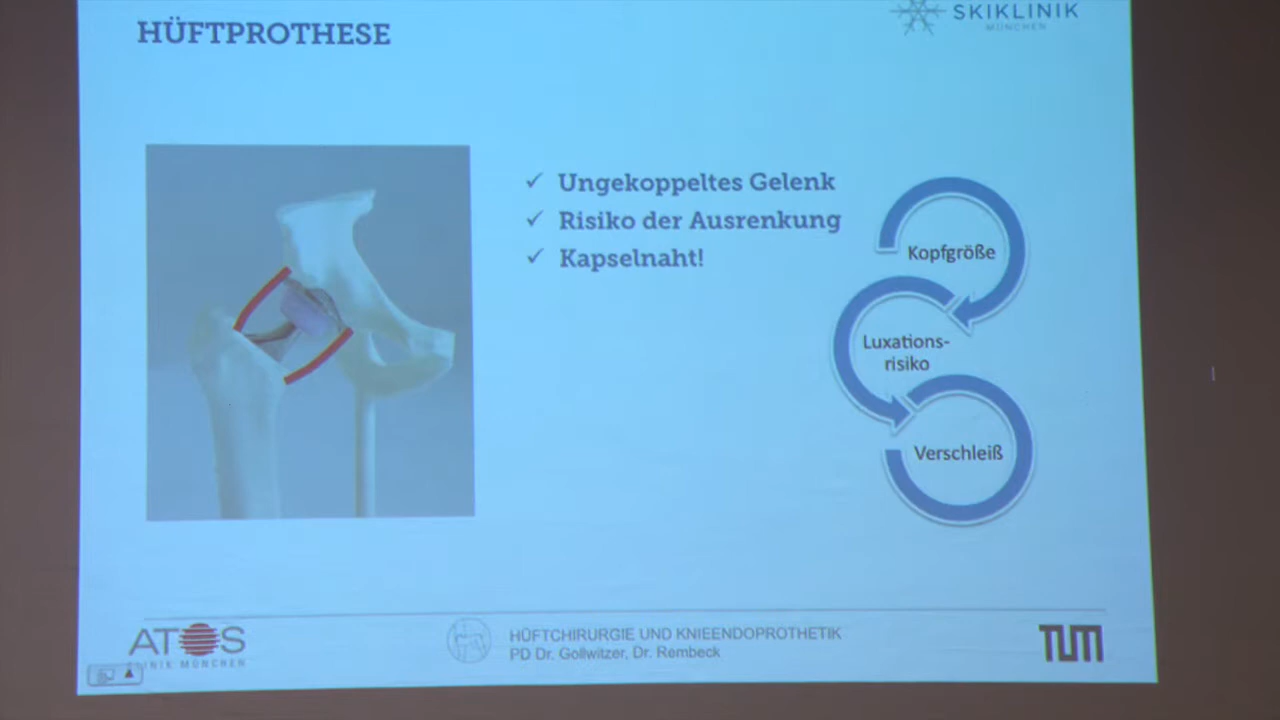 HÜFTPROTHESE
SKIKLINIK
MÜNCHEN
✓ Ungekoppeltes Gelenk
✓ Risiko der Ausrenkung
✓ Kapselnaht!
Kopfgröße
Luxations-
risiko
Verschleiß
ATOS
KLINIK MÜNCHEN
HÜFTCHIRURGIE UND KNIEENDOPROTHETIK
PD Dr. Gollwitzer, Dr. Rembeck
TUM